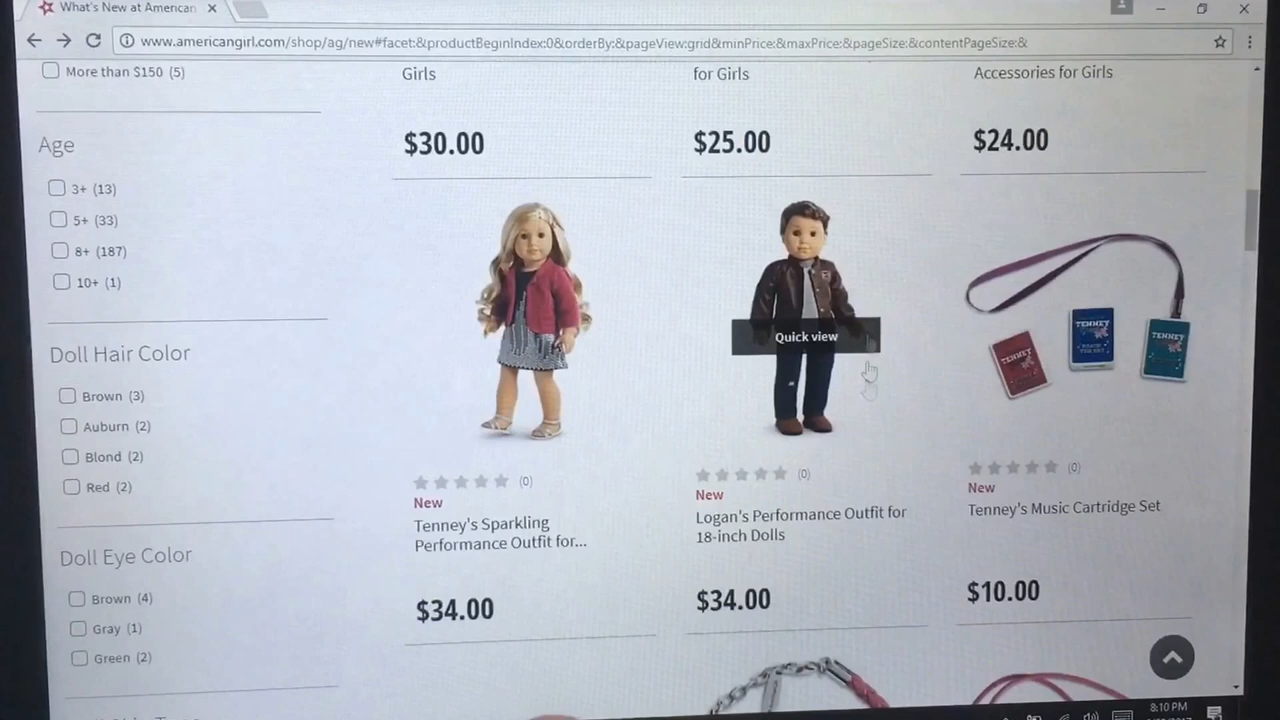 What's New at American
www.americangirl.com/shop/ag/new#facet:&productBeginIndex:0&orderBy:&pageView:grid&minPrice:&maxPrice:&pageSize:&contentPageSize:&
More than $150 (5)
Girls
for Girls
Accessories for Girls
$30.00
$25.00
$24.00
Age
3+ (13)
5+ (33)
8+ (187)
10+ (1)
Doll Hair Color
Brown (3)
Auburn (2)
Blond (2)
Red (2)
Doll Eye Color
Brown (4)
Gray (1)
Green (2)
Quick view
TENNEY
TENNEY
TENNEY
(0)
New
Tenney's Sparkling
Performance Outfit for...
$34.00
(0)
New
Logan's Performance Outfit for
18-inch Dolls
$34.00
(0)
New
Tenney's Music Cartridge Set
$10.00
8:10 PM